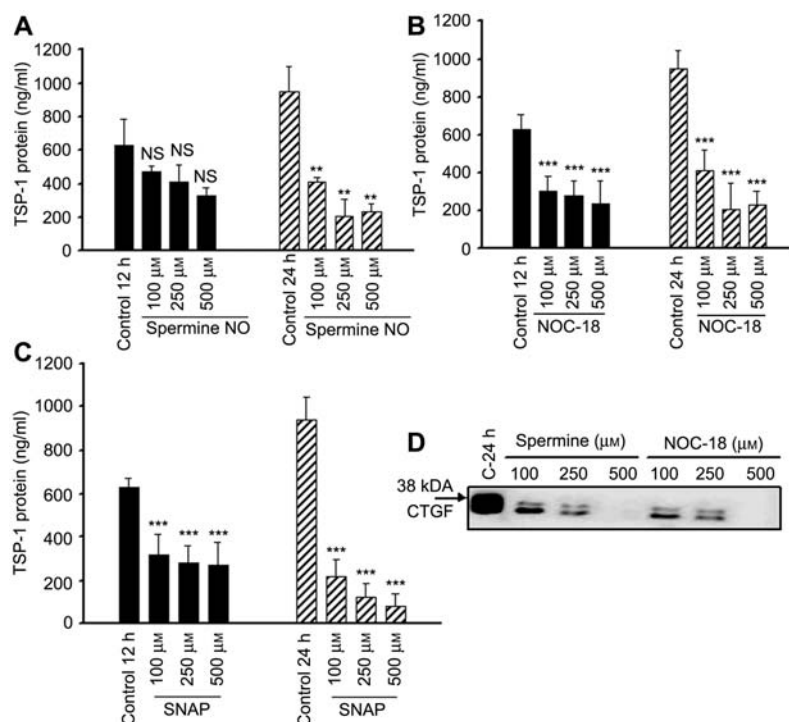 A
TSP-1 protein (ng/ml)
1200
1000
800
600
400
200
0
NS
NS
NS
**
**
**
Control 12 h
100 μM
250 μM
500 μM
Spermine NO
Control 24 h
100 μM
250 μM
500 μM
Spermine NO
B
TSP-1 protein (ng/ml)
1200
1000
800
600
400
200
0
***
***
***
***
***
***
Control 12 h
100 μM
250 μM
500 μM
NOC-18
Control 24 h
100 μM
250 μM
500 μM
NOC-18
C
TSP-1 protein (ng/ml)
1200
1000
800
600
400
200
0
***
***
***
***
***
***
Control 12 h
100 μM
250 μM
500 μM
SNAP
Control 24 h
100 μM
250 μM
500 μM
SNAP
D
C-24 h
Spermine (μM)
NOC-18 (μM)
100 250 500 100 250 500
38 kDA
CTGF